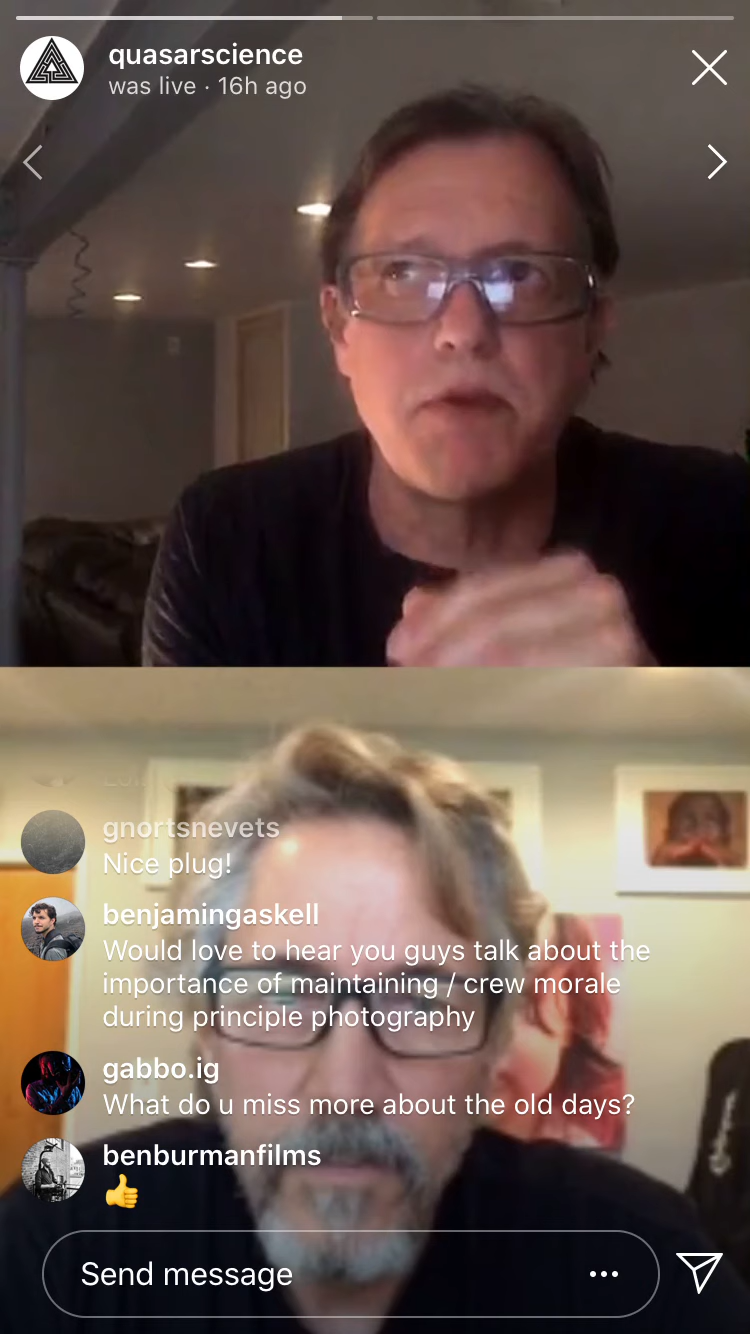 quasarscience
was live · 16h ago
gnortsnevets
Nice plug!
benjamingaskell
Would love to hear you guys talk about the
importance of maintaining / crew morale
during principle photography
gabbo.ig
What do u miss more about the old days?
benburmanfilms
👍
Send message